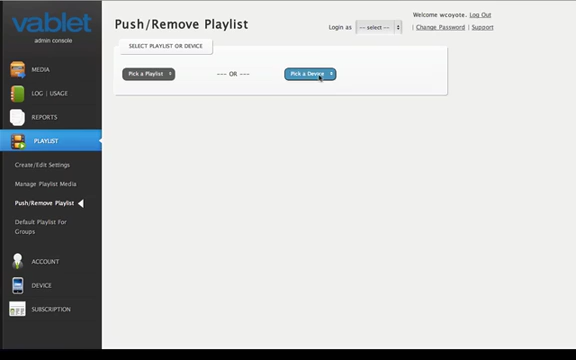 vablet
admin console
Push/Remove Playlist
Welcome wcoyote. Log Out
Login as -- select -- | Change Password | Support
SELECT PLAYLIST OR DEVICE
Pick a Playlist --- OR --- Pick a Device
MEDIA
LOG | USAGE
REPORTS
PLAYLIST
Create/Edit Settings
Manage Playlist Media
Push/Remove Playlist
Default Playlist For
Groups
ACCOUNT
DEVICE
SUBSCRIPTION